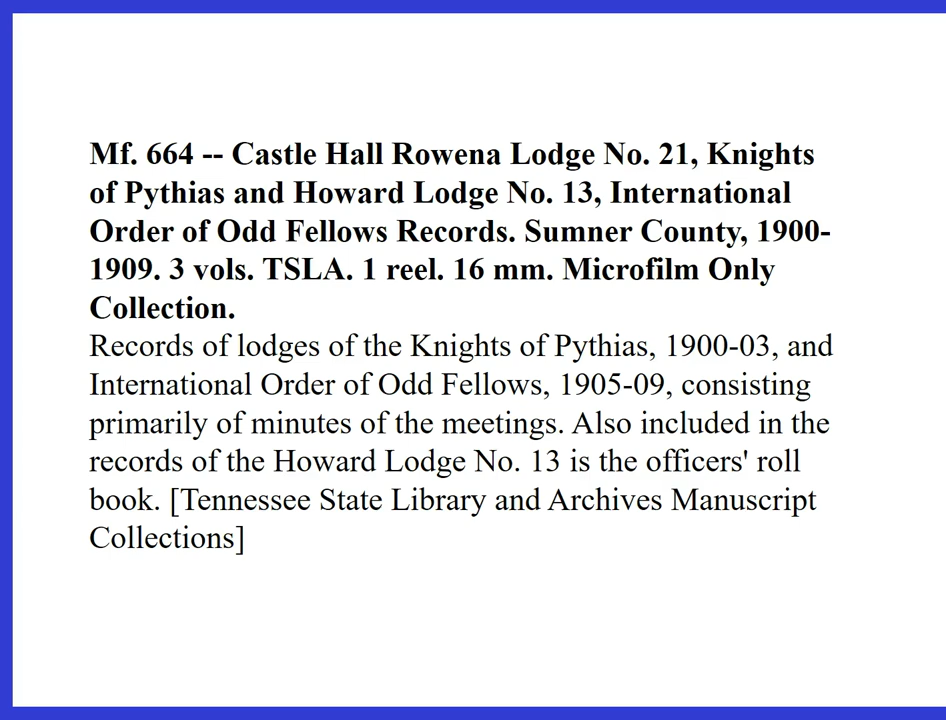 Mf. 664 -- Castle Hall Rowena Lodge No. 21, Knights
of Pythias and Howard Lodge No. 13, International
Order of Odd Fellows Records. Sumner County, 1900-
1909. 3 vols. TSLA. 1 reel. 16 mm. Microfilm Only
Collection.
Records of lodges of the Knights of Pythias, 1900-03, and
International Order of Odd Fellows, 1905-09, consisting
primarily of minutes of the meetings. Also included in the
records of the Howard Lodge No. 13 is the officers' roll
book. [Tennessee State Library and Archives Manuscript
Collections]